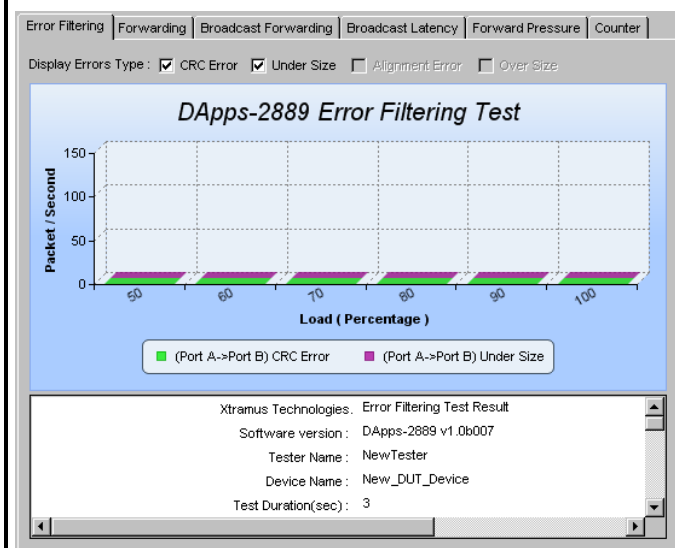 Error Filtering Forwarding Broadcast Forwarding Broadcast Latency Forward Pressure Counter
Display Errors Type : CRC Error Under Size Alignment Error Over Size
DApps-2889 Error Filtering Test
Packet / Second
150
100
50
0
50 60 70 80 90 100
Load ( Percentage )
(Port A->Port B) CRC Error (Port A->Port B) Under Size
Xtramus Technologies. Error Filtering Test Result
Software version : DApps-2889 v1.0b007
Tester Name : NewTester
Device Name : New_DUT_Device
Test Duration(sec) : 3